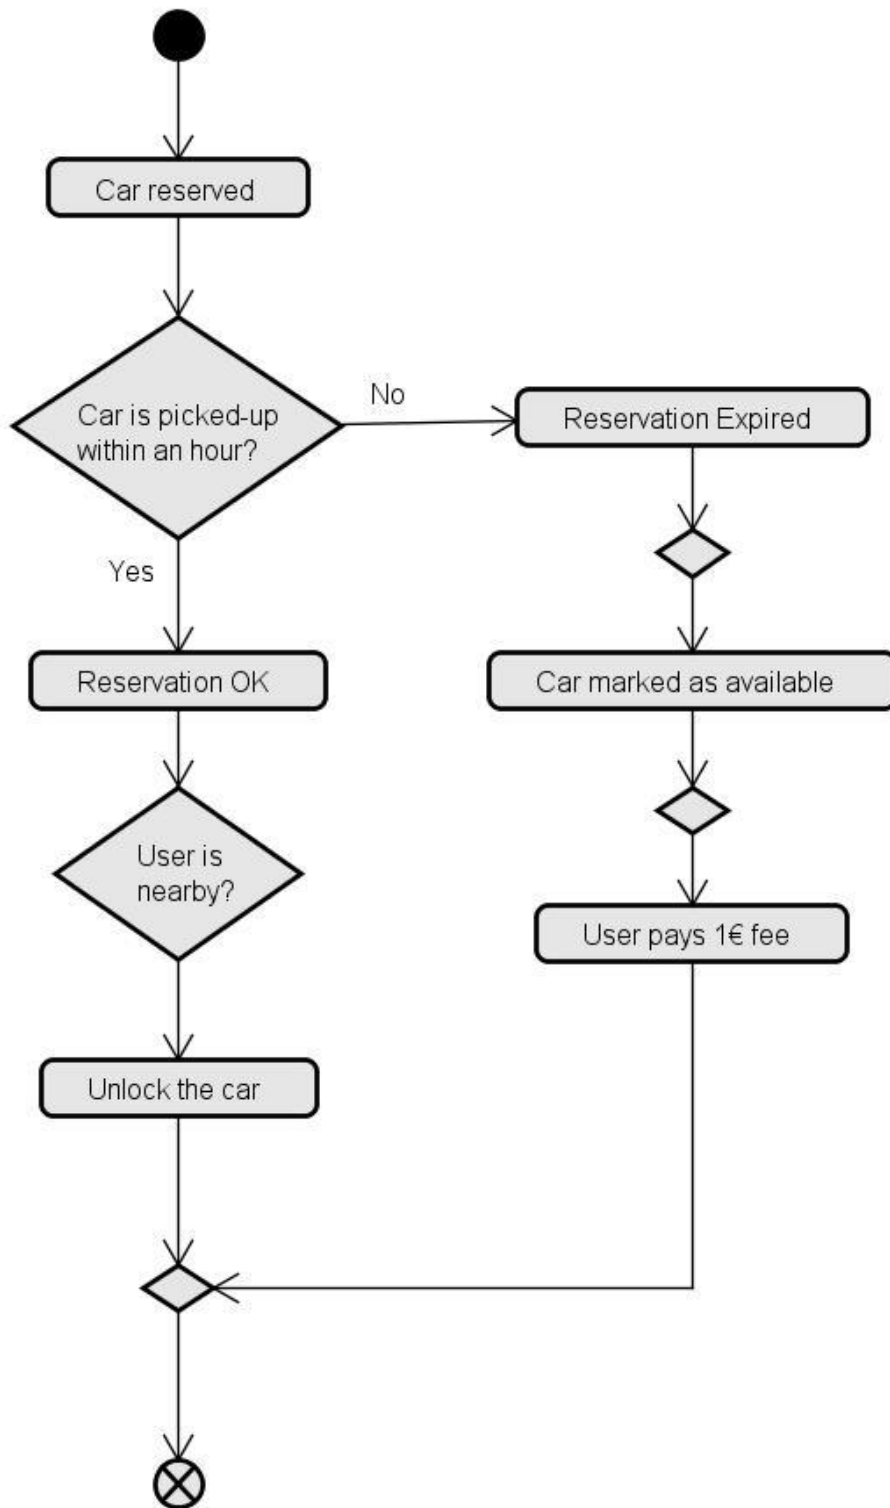 Car reserved
Car is picked-up
within an hour?
No
Reservation Expired
Yes
Reservation OK
Car marked as available
User is
nearby?
User pays 1€ fee
Unlock the car